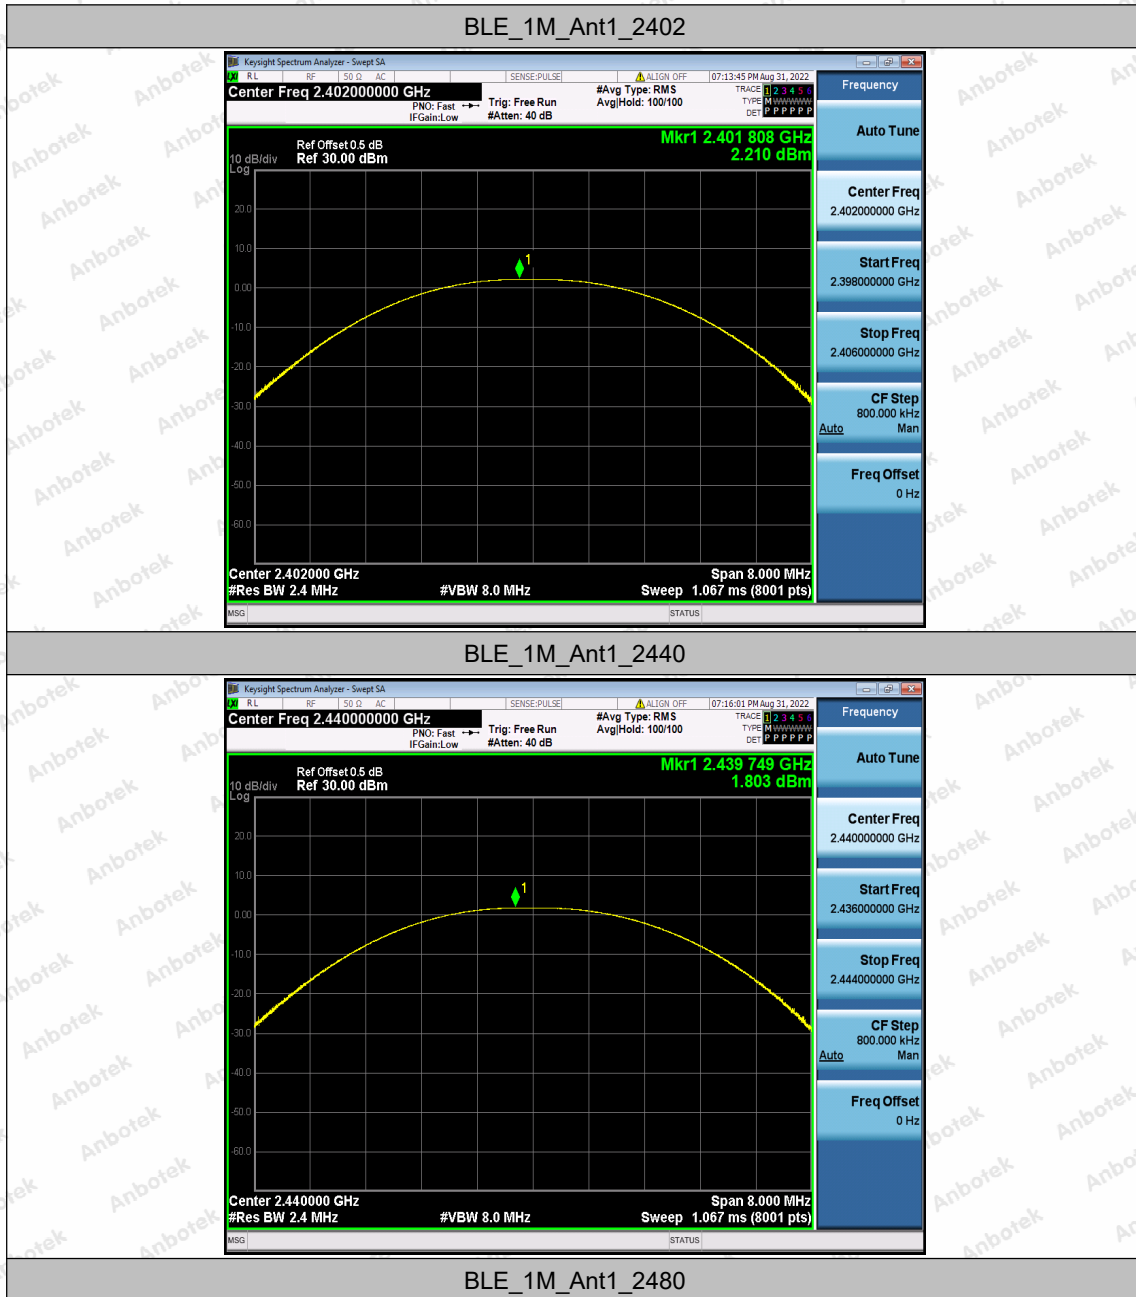 BLE_1M_Ant1_2402
Keysight Spectrum Analyzer - Swept SA
RL RF 50 Ω AC SENSE:PULSE ALIGN OFF 07:13:45 PM Aug 31, 2022
Center Freq 2.402000000 GHz
PNO: Fast
IFGain:Low
Trig: Free Run
#Atten: 40 dB
#Avg Type: RMS
Avg|Hold: 100/100
TRACE 1 2 3 4 5 6
TYPE M W W W W W
DET P P P P P P
Mkr1 2.401 808 GHz
2.210 dBm
Ref Offset 0.5 dB
10 dB/div Ref 30.00 dBm
Log
20.0
10.0
0.00
-10.0
-20.0
-30.0
-40.0
-50.0
-60.0
1
Center 2.402000 GHz Span 8.000 MHz
#Res BW 2.4 MHz #VBW 8.0 MHz Sweep 1.067 ms (8001 pts)
MSG STATUS
Frequency
Auto Tune
Center Freq
2.402000000 GHz
Start Freq
2.398000000 GHz
Stop Freq
2.406000000 GHz
CF Step
800.000 kHz
Auto Man
Freq Offset
0 Hz
BLE_1M_Ant1_2440
Keysight Spectrum Analyzer - Swept SA
RL RF 50 Ω AC SENSE:PULSE ALIGN OFF 07:16:01 PM Aug 31, 2022
Center Freq 2.440000000 GHz
PNO: Fast
IFGain:Low
Trig: Free Run
#Atten: 40 dB
#Avg Type: RMS
Avg|Hold: 100/100
TRACE 1 2 3 4 5 6
TYPE M W W W W W
DET P P P P P P
Mkr1 2.439 749 GHz
1.803 dBm
Ref Offset 0.5 dB
10 dB/div Ref 30.00 dBm
Log
20.0
10.0
0.00
-10.0
-20.0
-30.0
-40.0
-50.0
-60.0
1
Center 2.440000 GHz Span 8.000 MHz
#Res BW 2.4 MHz #VBW 8.0 MHz Sweep 1.067 ms (8001 pts)
MSG STATUS
Frequency
Auto Tune
Center Freq
2.440000000 GHz
Start Freq
2.436000000 GHz
Stop Freq
2.444000000 GHz
CF Step
800.000 kHz
Auto Man
Freq Offset
0 Hz
BLE_1M_Ant1_2480
Anbotek